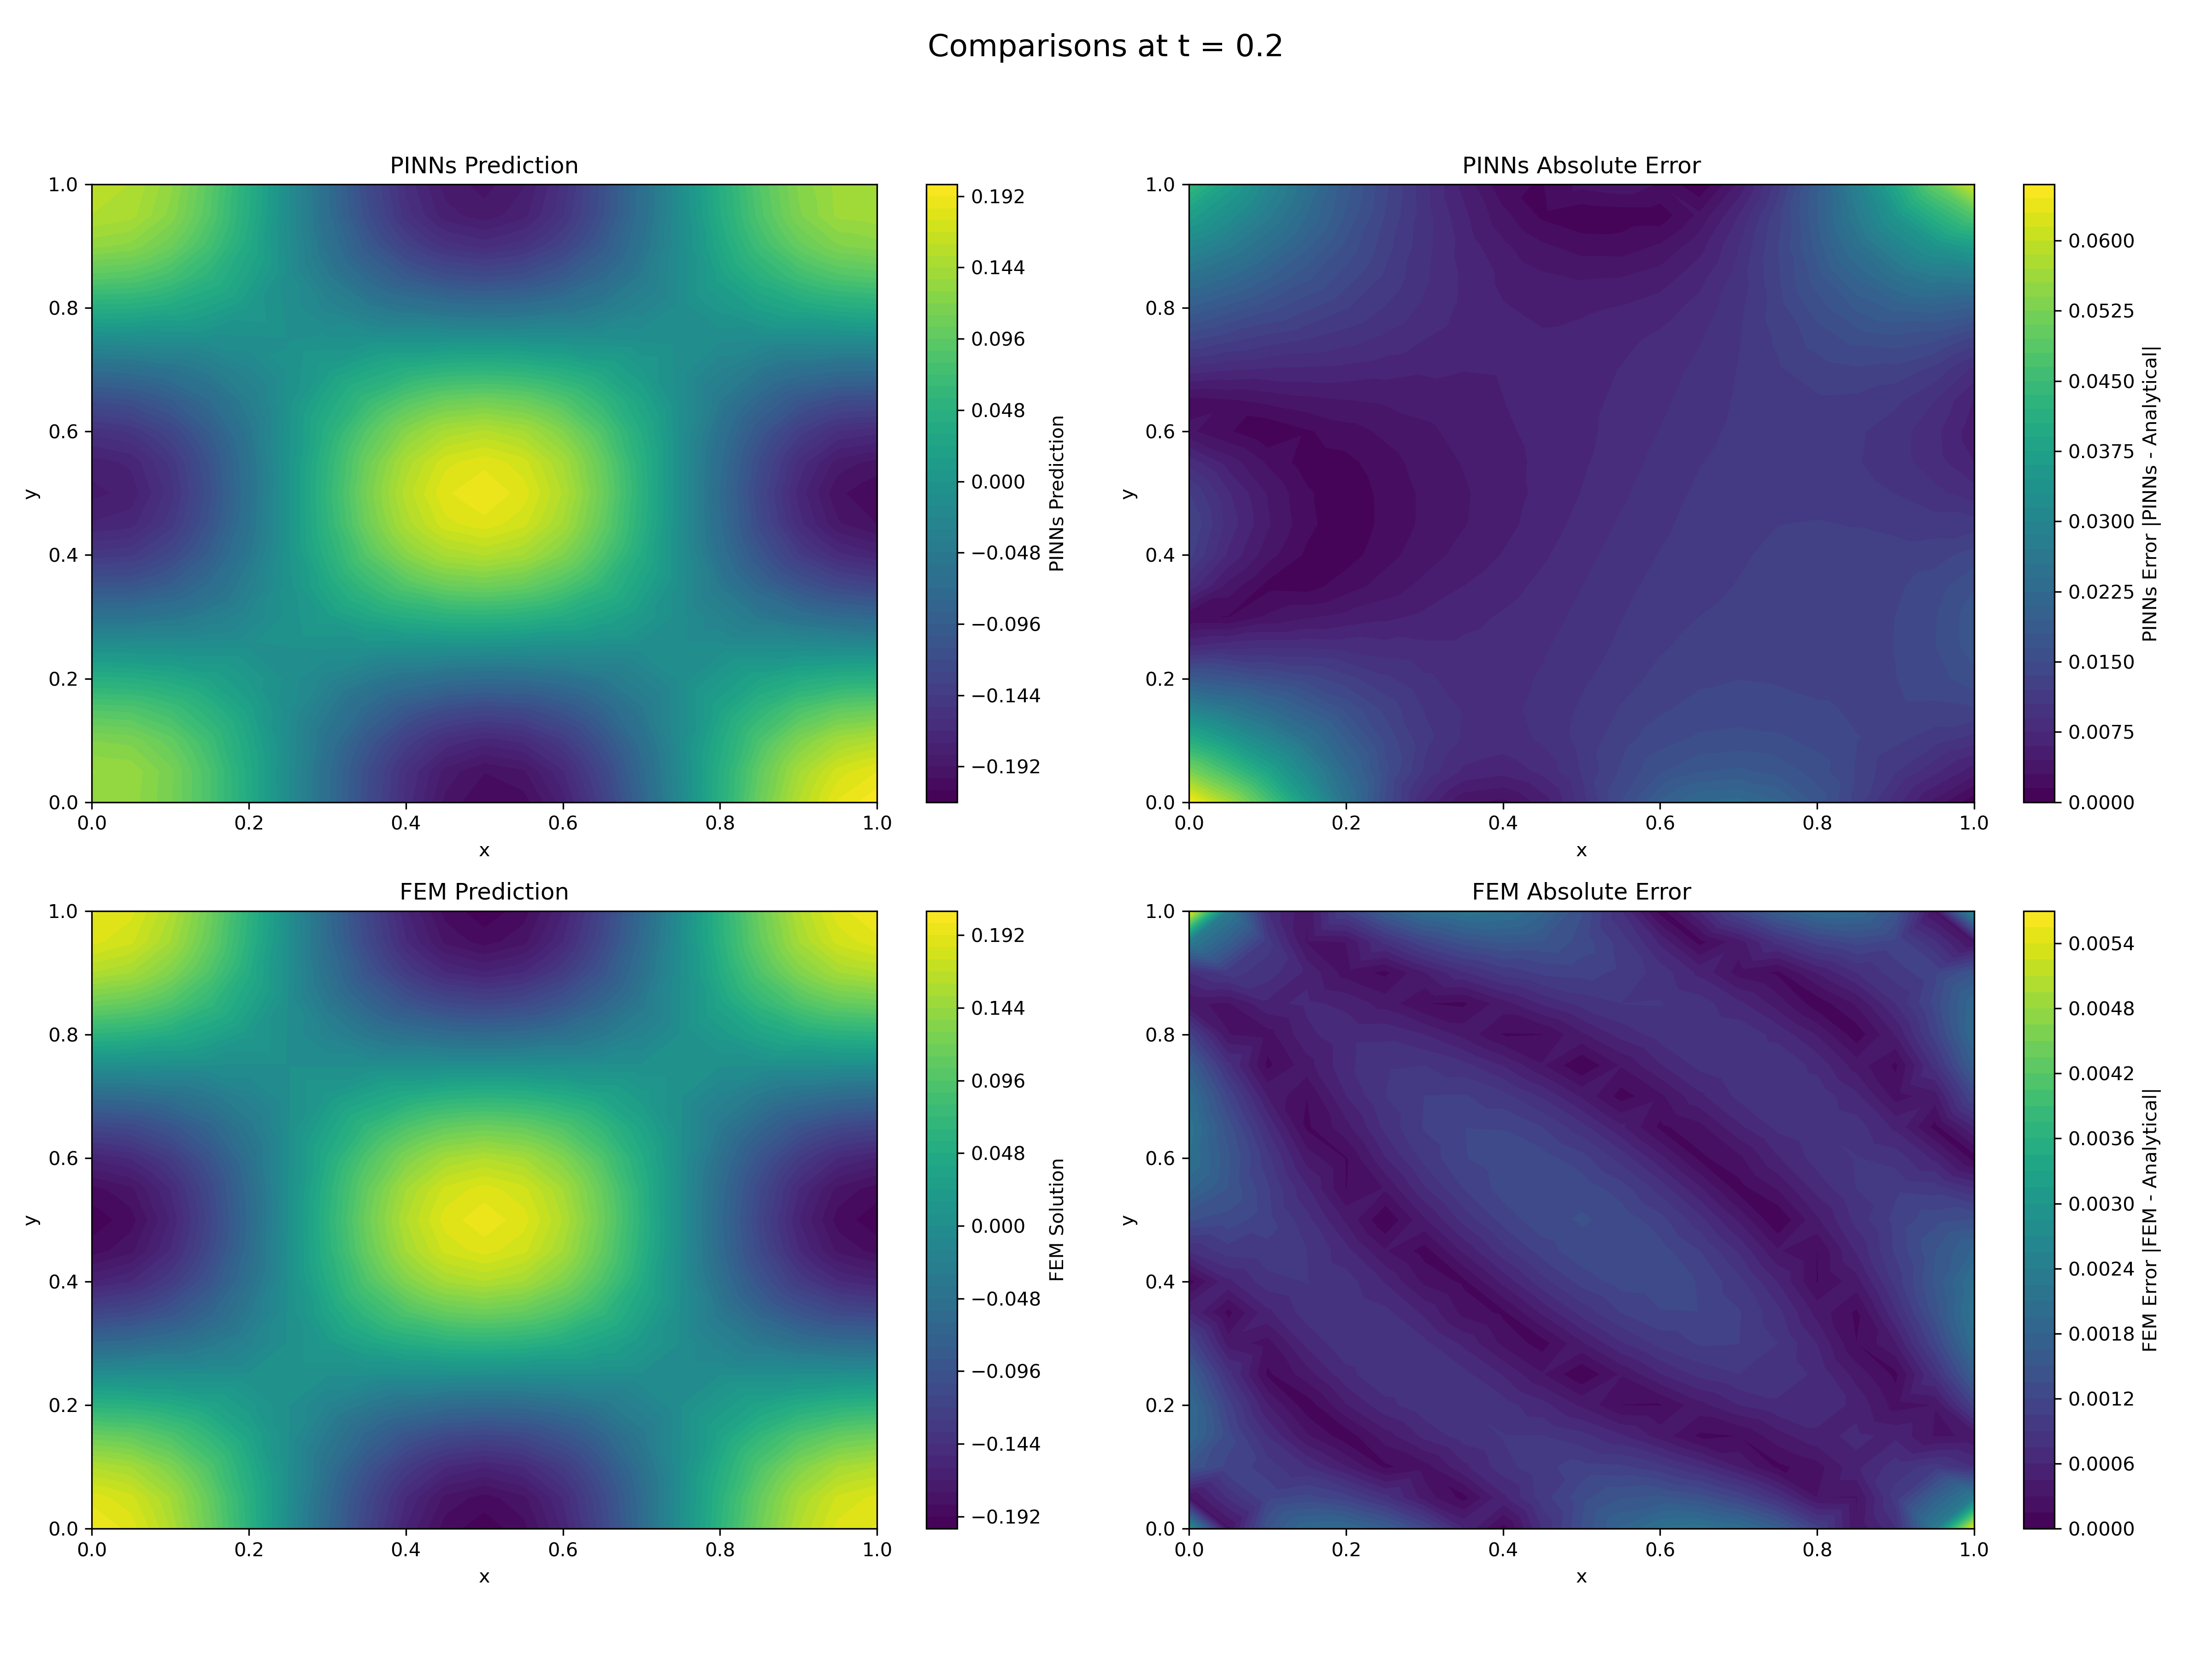 Comparisons at t = 0.2
PINNs Prediction
1.0
0.8
0.6
0.4
0.2
0.0
y
0.0 0.2 0.4 0.6 0.8 1.0
x
0.192
0.144
0.096
0.048
0.000
−0.048
−0.096
−0.144
−0.192
PINNs Prediction
PINNs Absolute Error
1.0
0.8
0.6
0.4
0.2
0.0
y
0.0 0.2 0.4 0.6 0.8 1.0
x
0.0600
0.0525
0.0450
0.0375
0.0300
0.0225
0.0150
0.0075
0.0000
PINNs Error |PINNs - Analytical|
FEM Prediction
1.0
0.8
0.6
0.4
0.2
0.0
y
0.0 0.2 0.4 0.6 0.8 1.0
x
0.192
0.144
0.096
0.048
0.000
−0.048
−0.096
−0.144
−0.192
FEM Solution
FEM Absolute Error
1.0
0.8
0.6
0.4
0.2
0.0
y
0.0 0.2 0.4 0.6 0.8 1.0
x
0.0054
0.0048
0.0042
0.0036
0.0030
0.0024
0.0018
0.0012
0.0006
0.0000
FEM Error |FEM - Analytical|